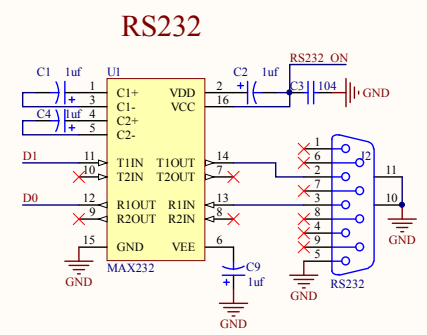 RS232
U1
RS232_ON
C1 1uf
C2 1uf
C3 104
GND
1 C1+ VDD 2
3 C1- VCC 16
C4 1uf
4 C2+
5 C2-
D1 11 T1IN T1OUT 14
10 T2IN T2OUT 7
D0 12 R1OUT R1IN 13
9 R2OUT R2IN 8
15 GND VEE 6
GND
MAX232
C9
1uf
GND
J2
1
6
2
7
3
8
4
9
5
11
10
GND
GND
RS232